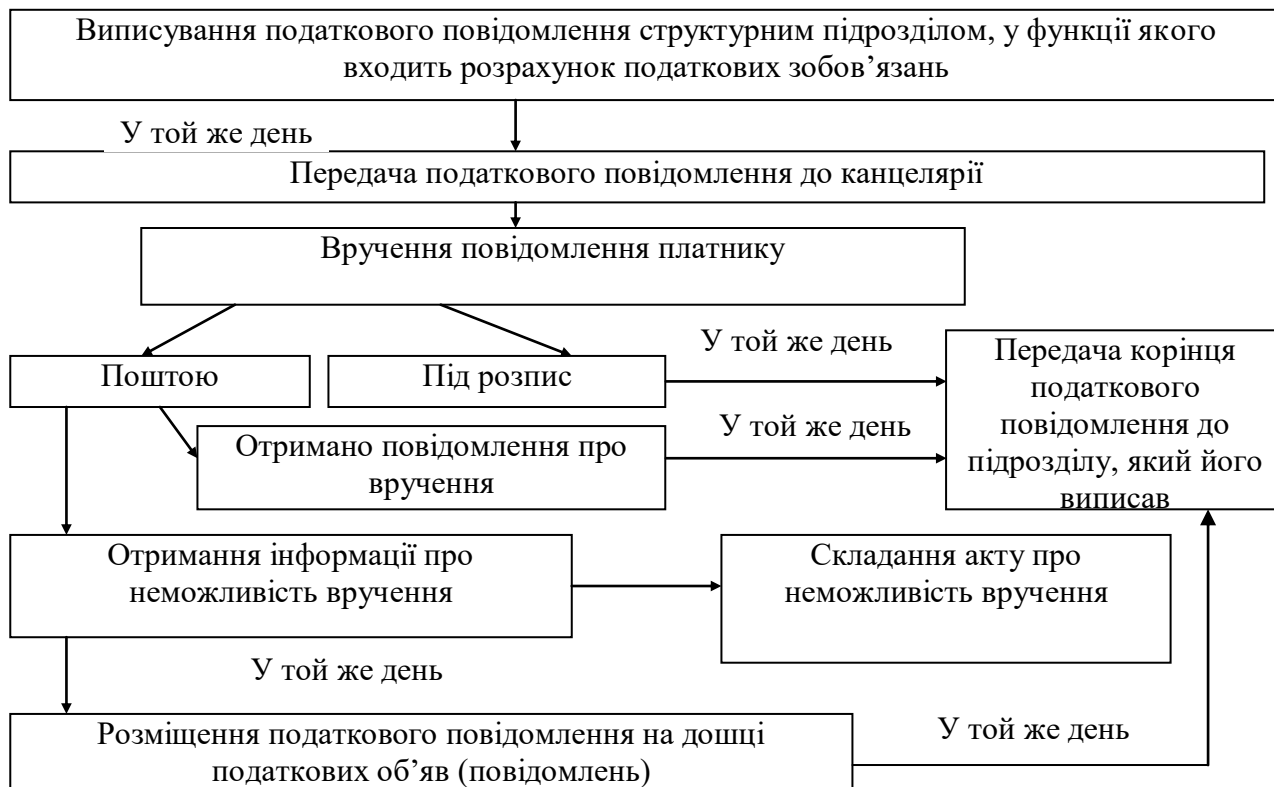 Виписування податкового повідомлення структурним підрозділом, у функції якого
входить розрахунок податкових зобов’язань
У той же день
Передача податкового повідомлення до канцелярії
Вручення повідомлення платнику
Поштою
Під розпис
У той же день
Передача корінця
податкового
повідомлення до
підрозділу, який його
виписав
Отримано повідомлення про
вручення
У той же день
Отримання інформації про
неможливість вручення
Складання акту про
неможливість вручення
У той же день
Розміщення податкового повідомлення на дошці
податкових об’яв (повідомлень)
У той же день